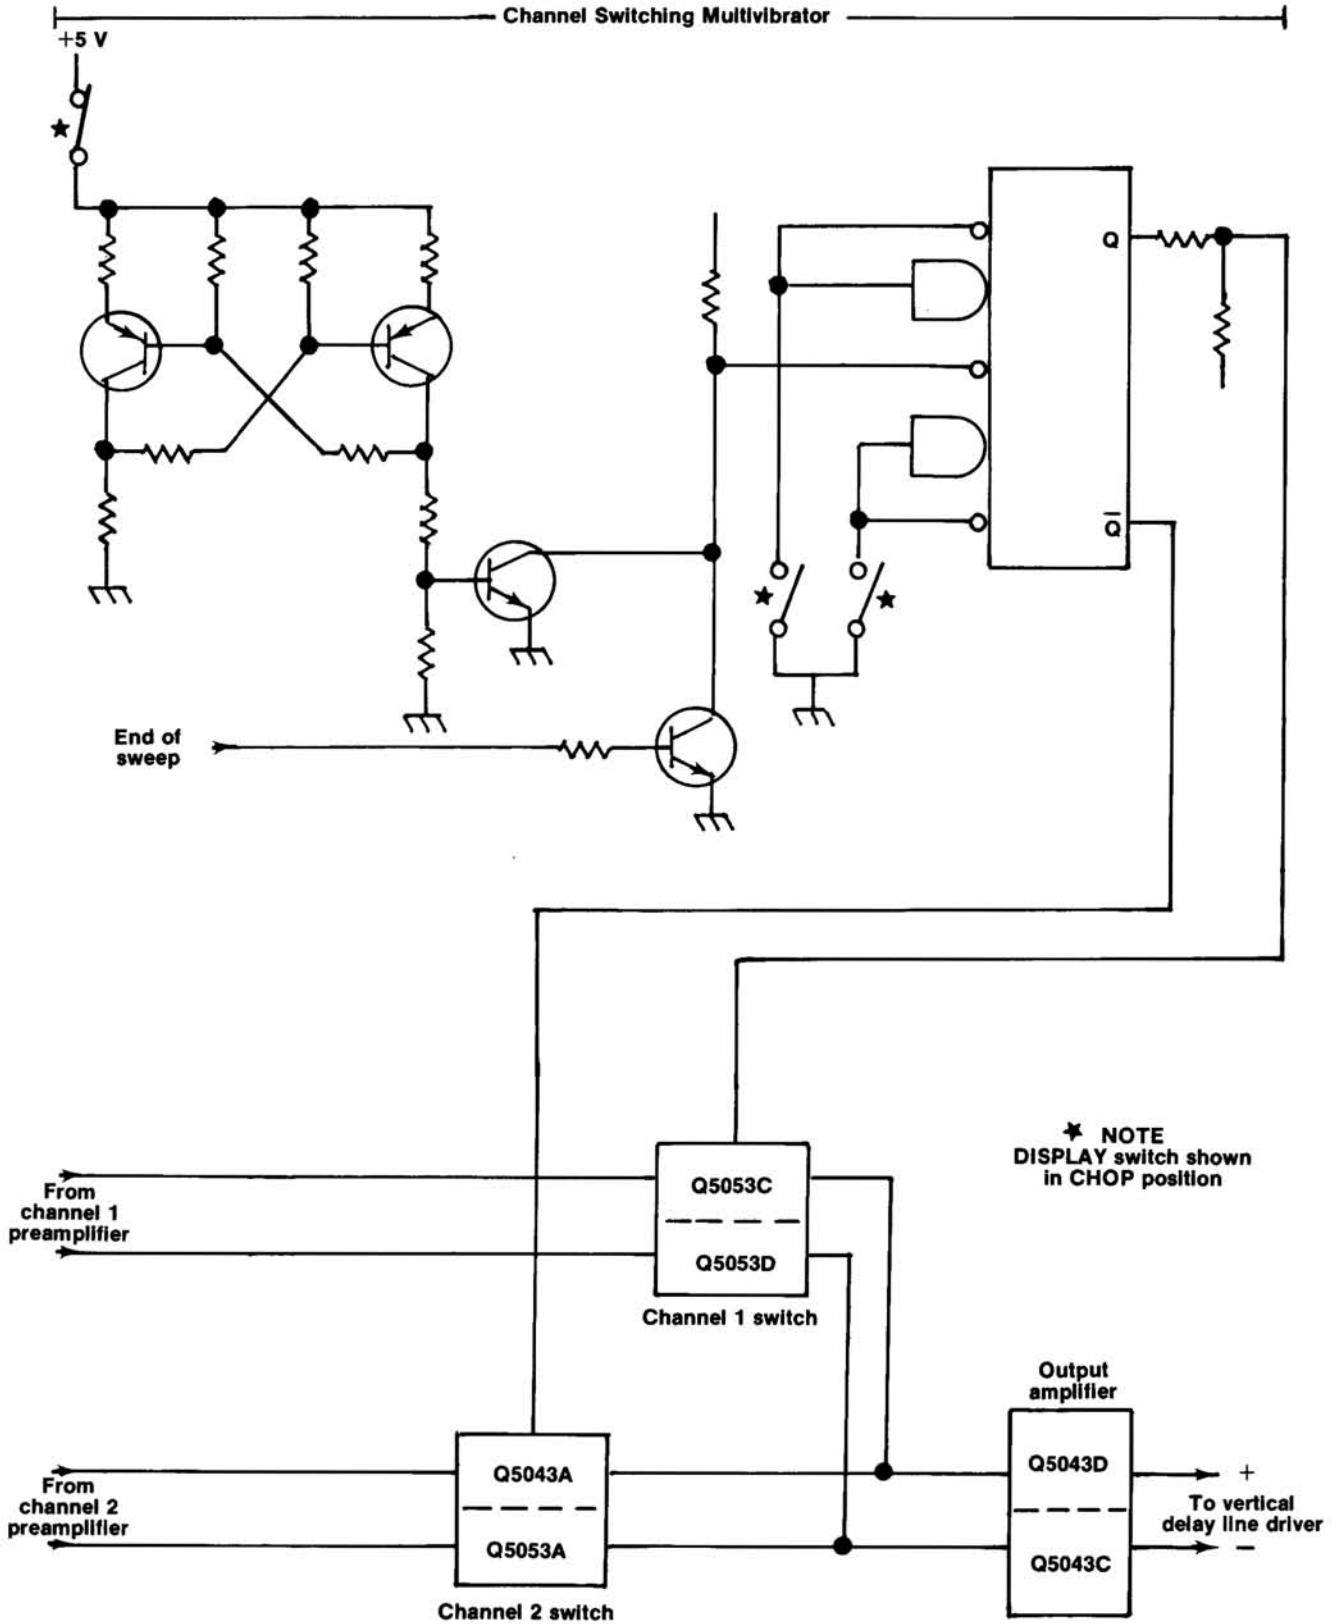 Channel Switching Multivibrator
+5 V
★
Q
Q̅
★
★
End of
sweep
★ NOTE
DISPLAY switch shown
in CHOP position
From
channel 1
preamplifier
Q5053C
Q5053D
Channel 1 switch
Output
amplifier
From
channel 2
preamplifier
Q5043A
Q5053A
Channel 2 switch
Q5043D
Q5043C
+
To vertical
delay line driver
−